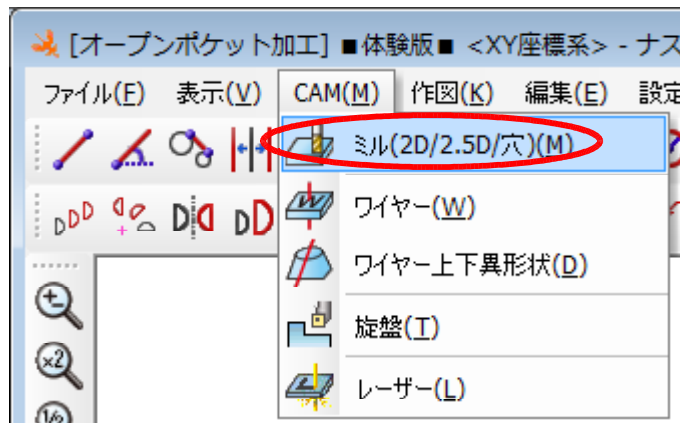 [オープンポケット加工] ■体験版■ <XY座標系> - ナス
ファイル(F) 表示(V) CAM(M) 作図(K) 編集(E) 設定
ミル(2D/2.5D/穴)(M)
ワイヤー(W)
ワイヤー上下異形状(D)
旋盤(T)
レーザー(L)
×2
1/2